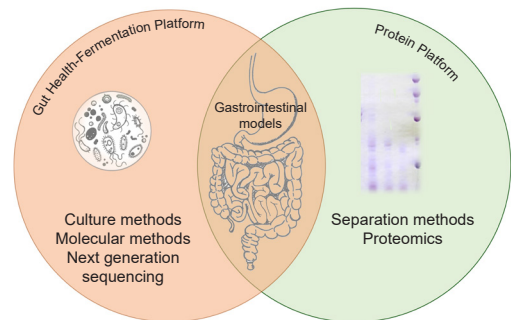 Gut Health-Fermentation Platform
Protein Platform
Gastrointestinal
models
Culture methods
Molecular methods
Next generation
sequencing
Separation methods
Proteomics